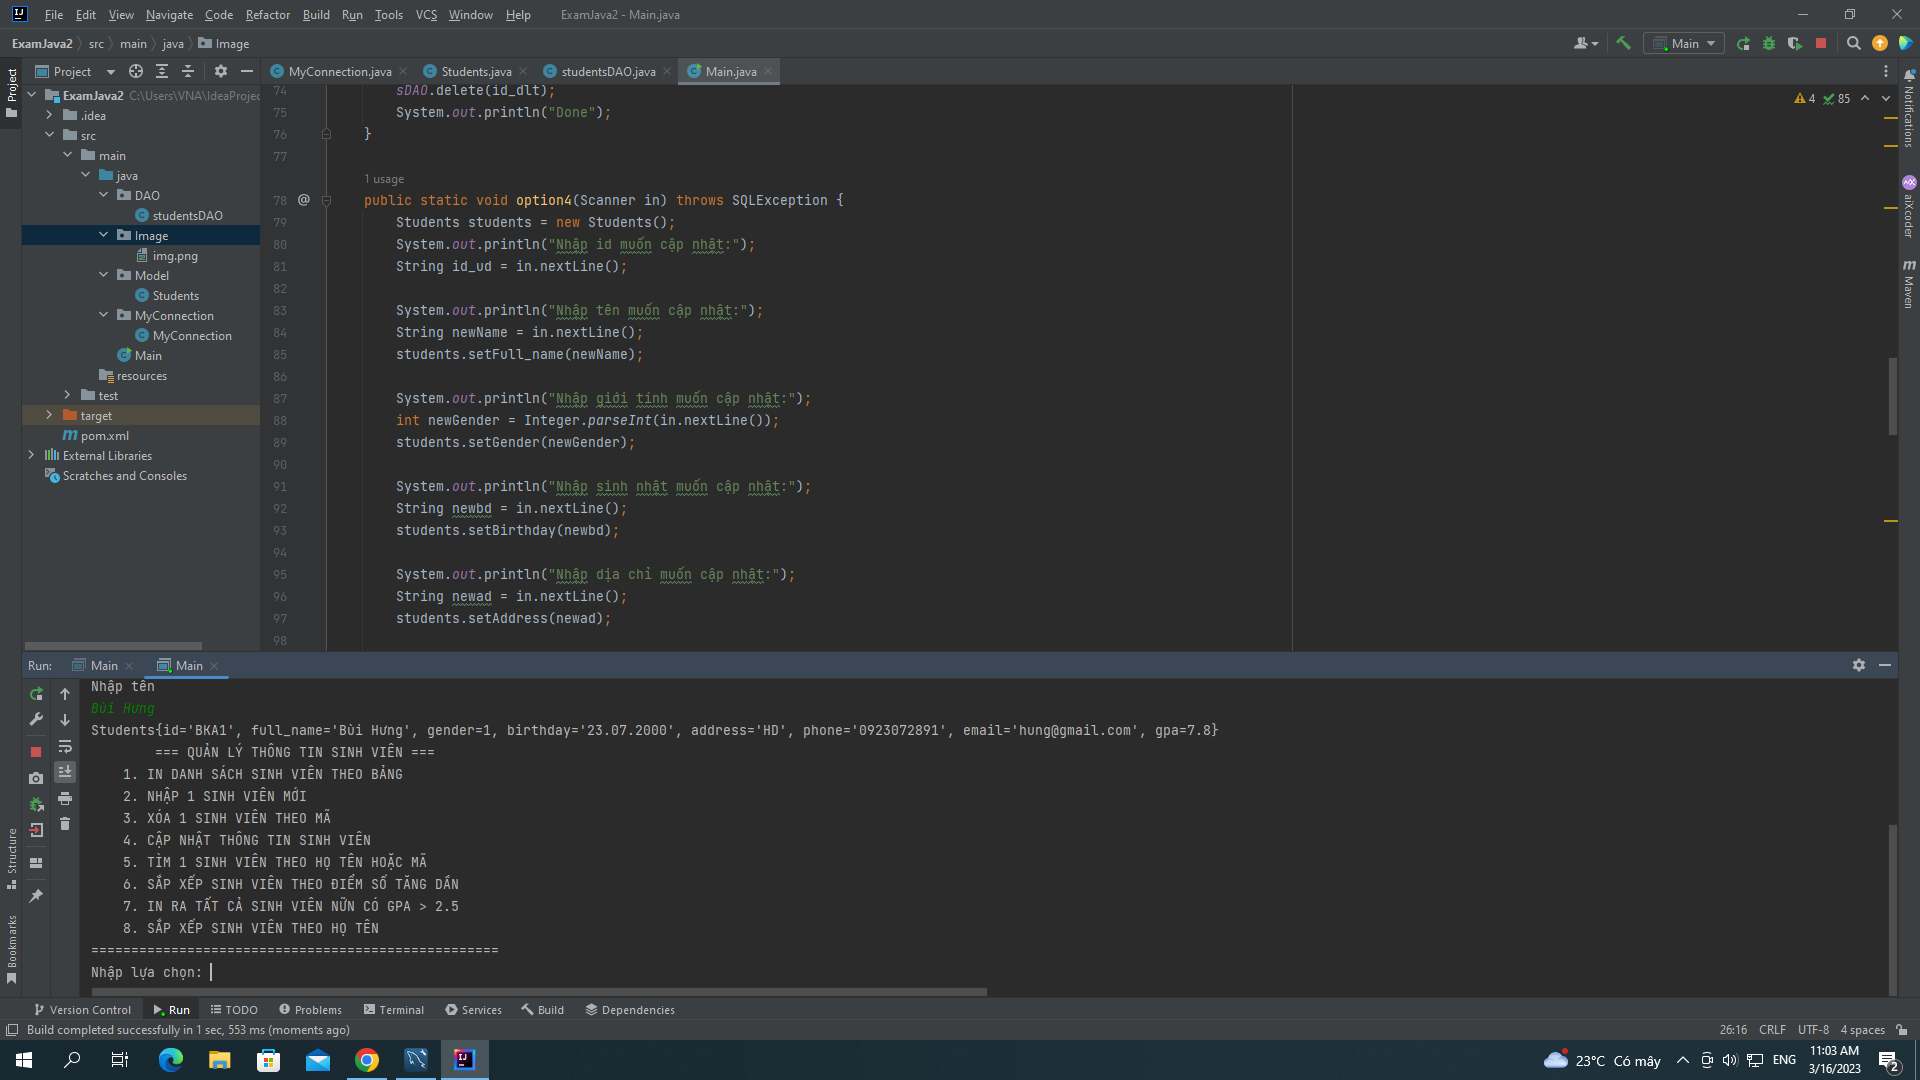 File Edit View Navigate Code Refactor Build Run Tools VCS Window Help ExamJava2 - Main.java
ExamJava2 src main java Image
Main
Project
MyConnection.java Students.java studentsDAO.java Main.java
ExamJava2 C:\Users\VNA\IdeaProjec
.idea
src
main
java
DAO
studentsDAO
Image
img.png
Model
Students
MyConnection
MyConnection
Main
resources
test
target
pom.xml
External Libraries
Scratches and Consoles
74 sDAO.delete(id_dlt);
75 System.out.println("Done");
76 }
77
1 usage
78 @ public static void option4(Scanner in) throws SQLException {
79 Students students = new Students();
80 System.out.println("Nhập id muốn cập nhật:");
81 String id_ud = in.nextLine();
82
83 System.out.println("Nhập tên muốn cập nhật:");
84 String newName = in.nextLine();
85 students.setFull_name(newName);
86
87 System.out.println("Nhập giới tính muốn cập nhật:");
88 int newGender = Integer.parseInt(in.nextLine());
89 students.setGender(newGender);
90
91 System.out.println("Nhập sinh nhật muốn cập nhật:");
92 String newbd = in.nextLine();
93 students.setBirthday(newbd);
94
95 System.out.println("Nhập dịa chỉ muốn cập nhật:");
96 String newad = in.nextLine();
97 students.setAddress(newad);
98
4 85
Project
Structure
Bookmarks
Notifications
aiXcoder
Maven
Run: Main Main
Nhập tên
Bùi Hưng
Students{id='BKA1', full_name='Bùi Hưng', gender=1, birthday='23.07.2000', address='HD', phone='0923072891', email='hung@gmail.com', gpa=7.8}
=== QUẢN LÝ THÔNG TIN SINH VIÊN ===
1. IN DANH SÁCH SINH VIÊN THEO BẢNG
2. NHẬP 1 SINH VIÊN MỚI
3. XÓA 1 SINH VIÊN THEO MÃ
4. CẬP NHẬT THÔNG TIN SINH VIÊN
5. TÌM 1 SINH VIÊN THEO HỌ TÊN HOẶC MÃ
6. SẮP XẾP SINH VIÊN THEO ĐIỂM SỐ TĂNG DẦN
7. IN RA TẤT CẢ SINH VIÊN NỮN CÓ GPA > 2.5
8. SẮP XẾP SINH VIÊN THEO HỌ TÊN
===================================================
Nhập lựa chọn:
Version Control Run TODO Problems Terminal Services Build Dependencies
Build completed successfully in 1 sec, 553 ms (moments ago) 26:16 CRLF UTF-8 4 spaces
23°C Có mây ENG
11:03 AM
3/16/2023
2